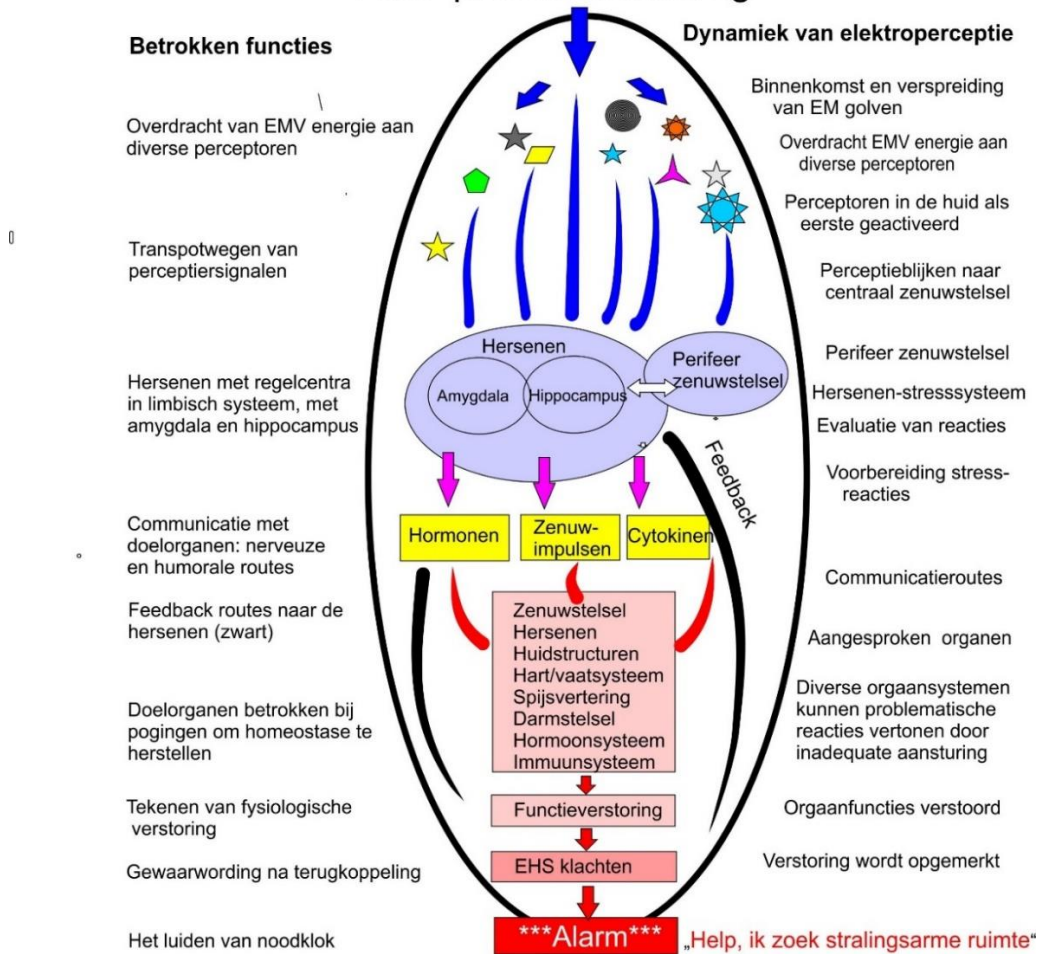 Betrokken functies
Overdracht van EMV energie aan
diverse perceptoren
Transpotwegen van
perceptiersignalen
Hersenen met regelcentra
in limbisch systeem, met
amygdala en hippocampus
Communicatie met
doelorganen: nerveuze
en humorale routes
Feedback routes naar de
hersenen (zwart)
Doelorganen betrokken bij
pogingen om homeostase te
herstellen
Tekenen van fysiologische
verstoring
Gewaarwording na terugkoppeling
Het luiden van noodklok
Hersenen
Amygdala
Hippocampus
Perifeer
zenuwstelsel
Feedback
Hormonen
Zenuw-
impulsen
Cytokinen
Zenuwstelsel
Hersenen
Huidstructuren
Hart/vaatsysteem
Spijsvertering
Darmstelsel
Hormoonsysteem
Immuunsysteem
Functieverstoring
EHS klachten
***Alarm***
„Help, ik zoek stralingsarme ruimte“
Dynamiek van elektroperceptie
Binnenkomst en verspreiding
van EM golven
Overdracht EMV energie aan
diverse perceptoren
Perceptoren in de huid als
eerste geactiveerd
Perceptieblijken naar
centraal zenuwstelsel
Perifeer zenuwstelsel
Hersenen-stresssysteem
Evaluatie van reacties
Voorbereiding stress-
reacties
Communicatieroutes
Aangesproken organen
Diverse orgaansystemen
kunnen problematische
reacties vertonen door
inadequate aansturing
Orgaanfuncties verstoord
Verstoring wordt opgemerkt